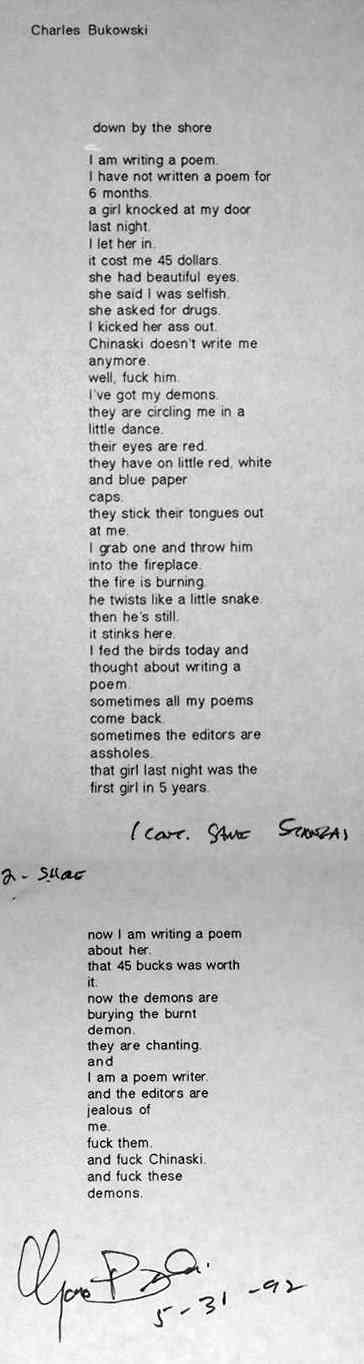 Charles Bukowski
down by the shore
I am writing a poem.
I have not written a poem for
6 months.
a girl knocked at my door
last night.
I let her in.
it cost me 45 dollars.
she had beautiful eyes.
she said I was selfish.
she asked for drugs.
I kicked her ass out.
Chinaski doesn't write me
anymore.
well, fuck him.
I've got my demons.
they are circling me in a
little dance.
their eyes are red.
they have on little red, white
and blue paper
caps.
they stick their tongues out
at me.
I grab one and throw him
into the fireplace.
the fire is burning.
he twists like a little snake.
then he's still.
it stinks here.
I fed the birds today and
thought about writing a
poem.
sometimes all my poems
come back.
sometimes the editors are
assholes.
that girl last night was the
first girl in 5 years.
(cont. same stanza)
2 - shore
now I am writing a poem
about her.
that 45 bucks was worth
it.
now the demons are
burying the burnt
demon.
they are chanting.
and
I am a poem writer.
and the editors are
jealous of
me.
fuck them.
and fuck Chinaski.
and fuck these
demons.
5-31-92